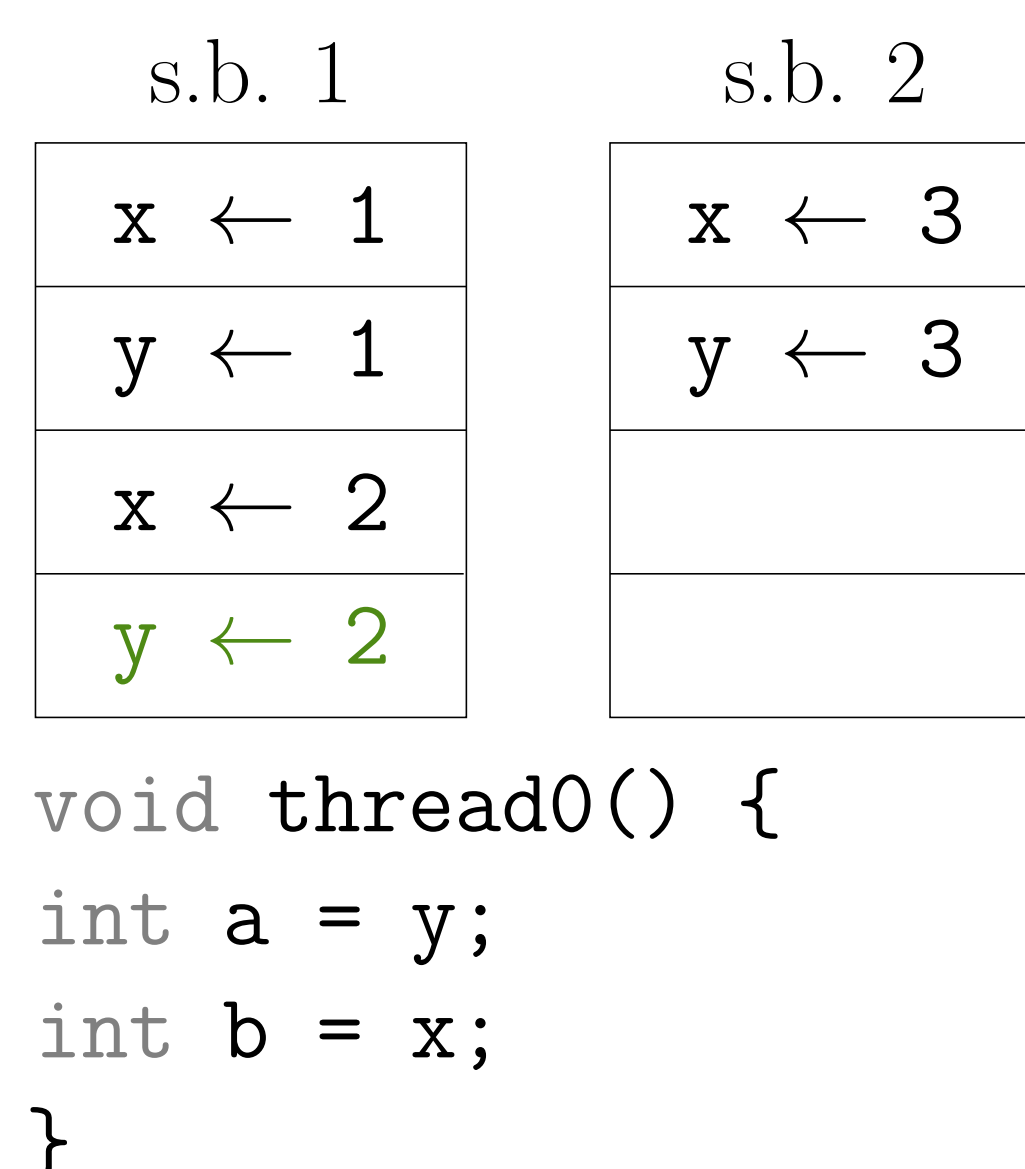 s.b. 1 s.b. 2
x ← 1 x ← 3
y ← 1 y ← 3
x ← 2
y ← 2
void thread0() {
int a = y;
int b = x;
}